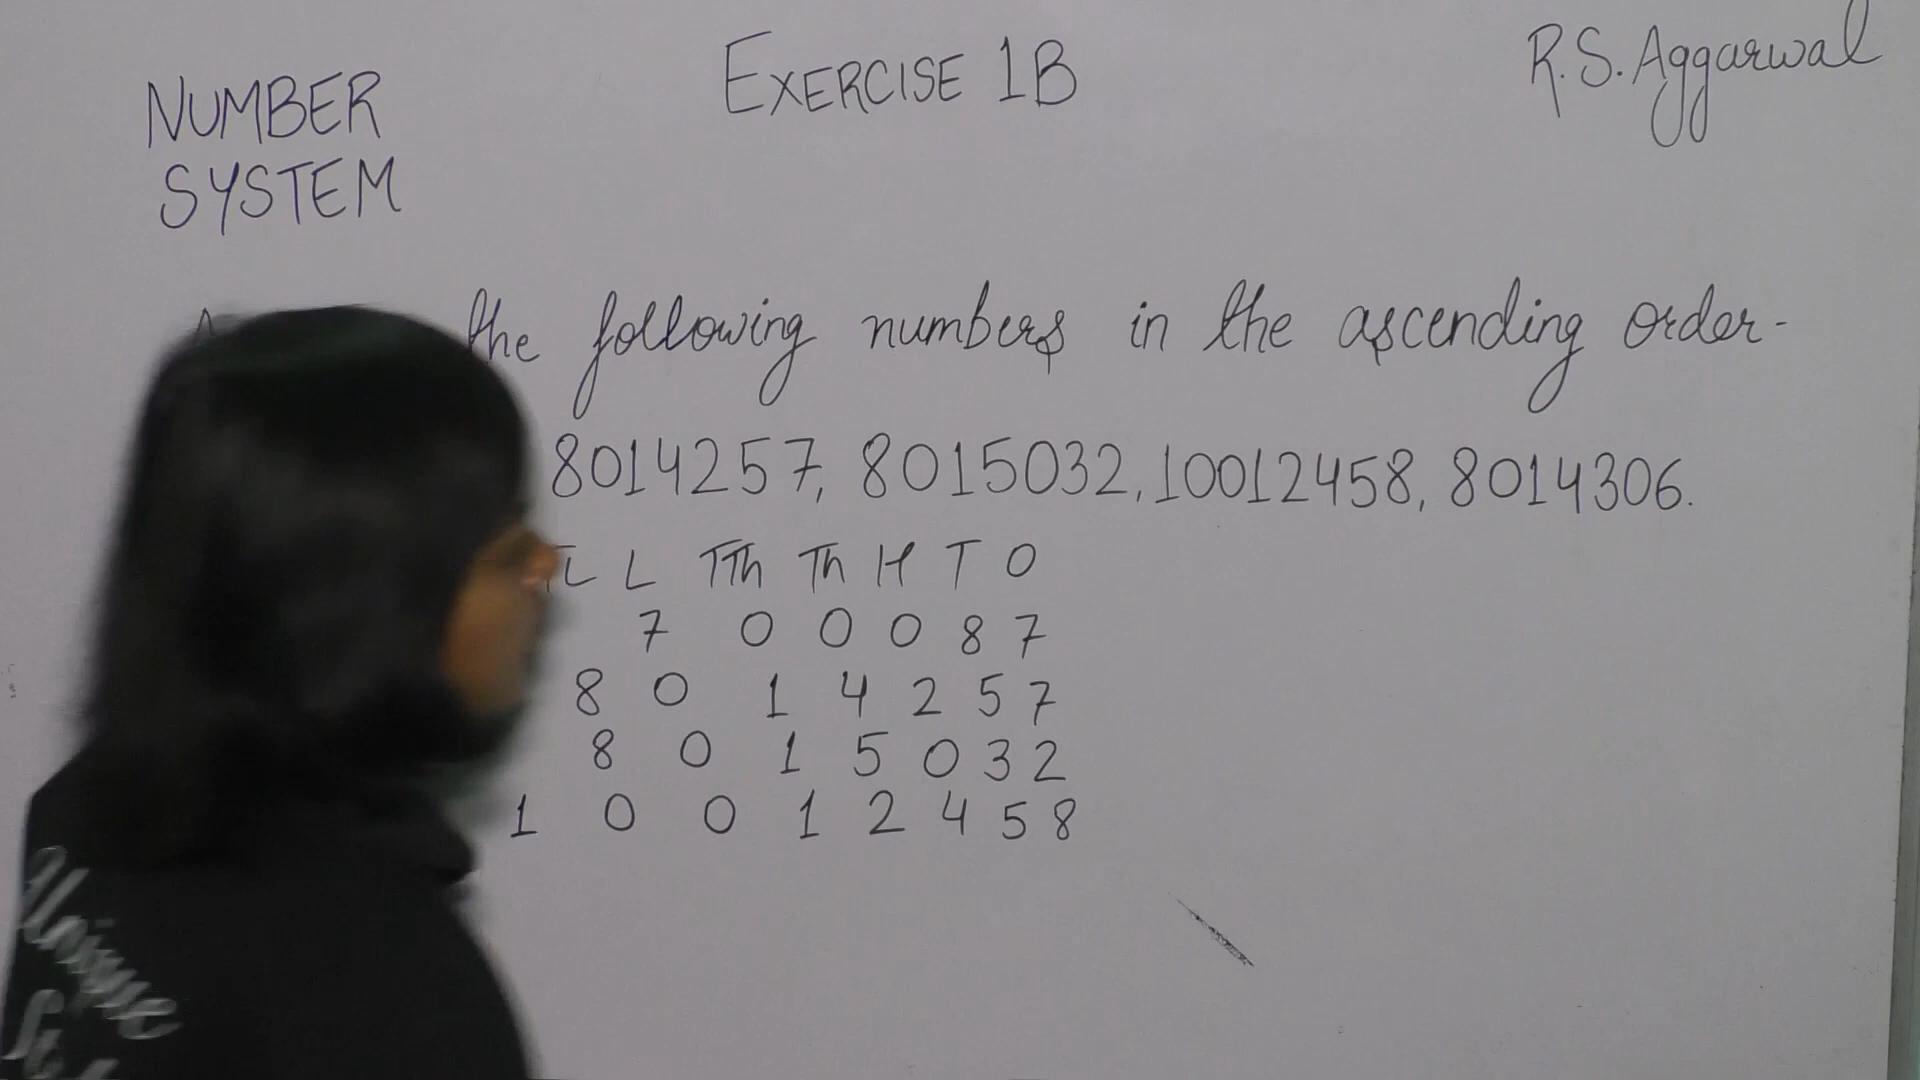 NUMBER
SYSTEM
EXERCISE 1B
R.S. Aggarwal
the following numbers in the ascending order-
8014257, 8015032, 10012458, 8014306.
L TTh Th H T O
7 0 0 0 8 7
8 0 1 4 2 5 7
8 0 1 5 0 3 2
1 0 0 1 2 4 5 8
Unique